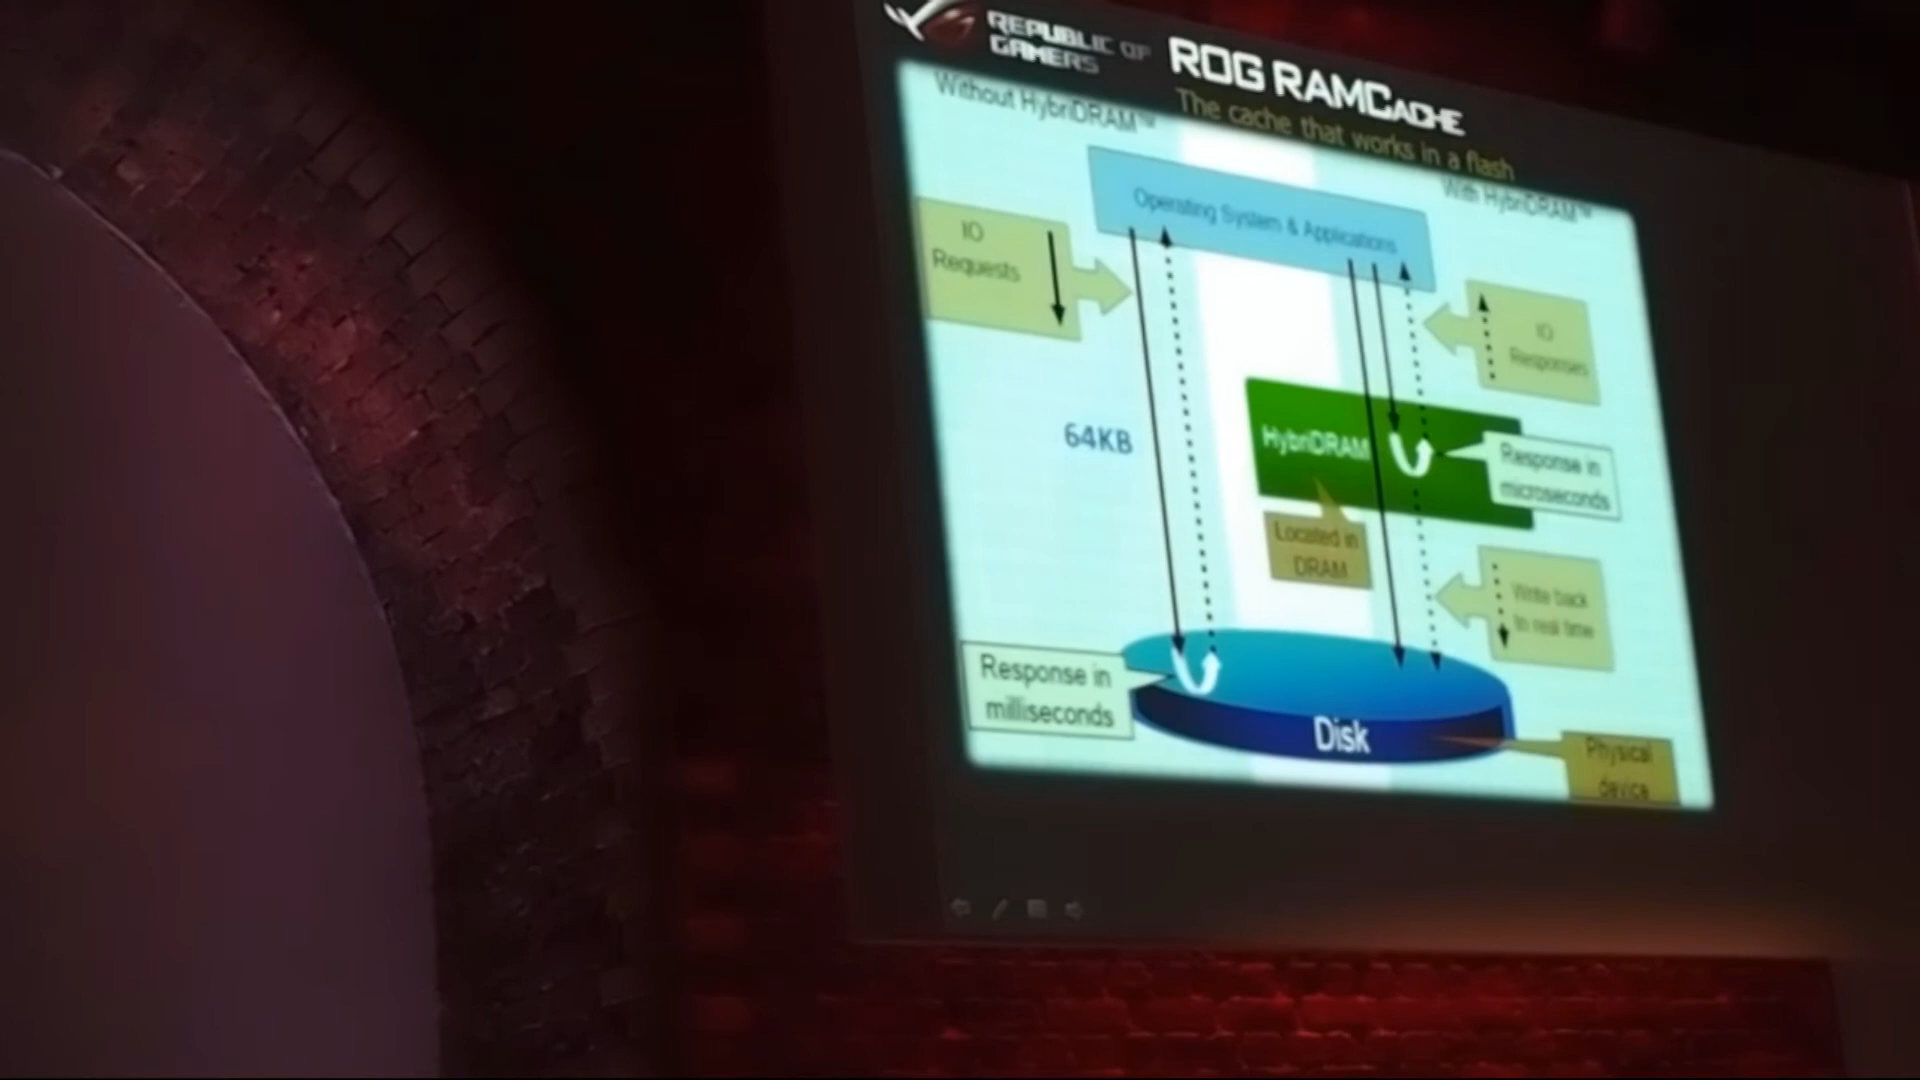 REPUBLIC OF
GAMERS
ROG RAMCACHE
The cache that works in a flash
Without HybriDRAM™
With HybriDRAM™
Operating System & Applications
IO
Requests
IO
Responses
64KB
HybriDRAM
Response in
microseconds
Located in
DRAM
Write back
in real time
Response in
milliseconds
Disk
Physical
device